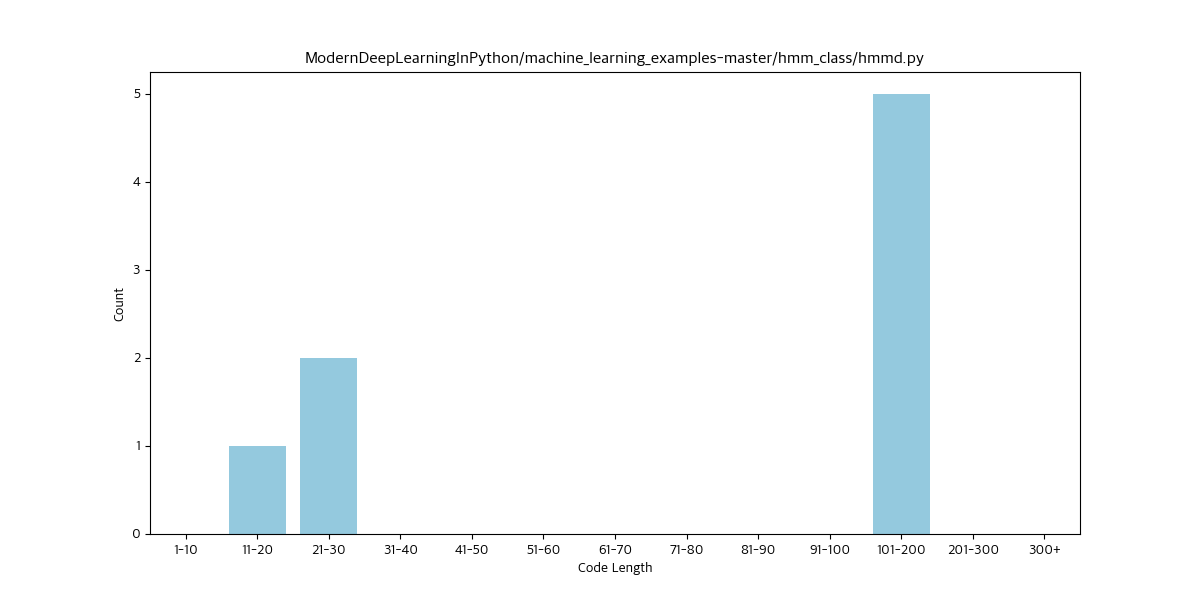 ModernDeepLearningInPython/machine_learning_examples-master/hmm_class/hmmd.py
Count
5
4
3
2
1
0
1-10 11-20 21-30 31-40 41-50 51-60 61-70 71-80 81-90 91-100 101-200 201-300 300+
Code Length